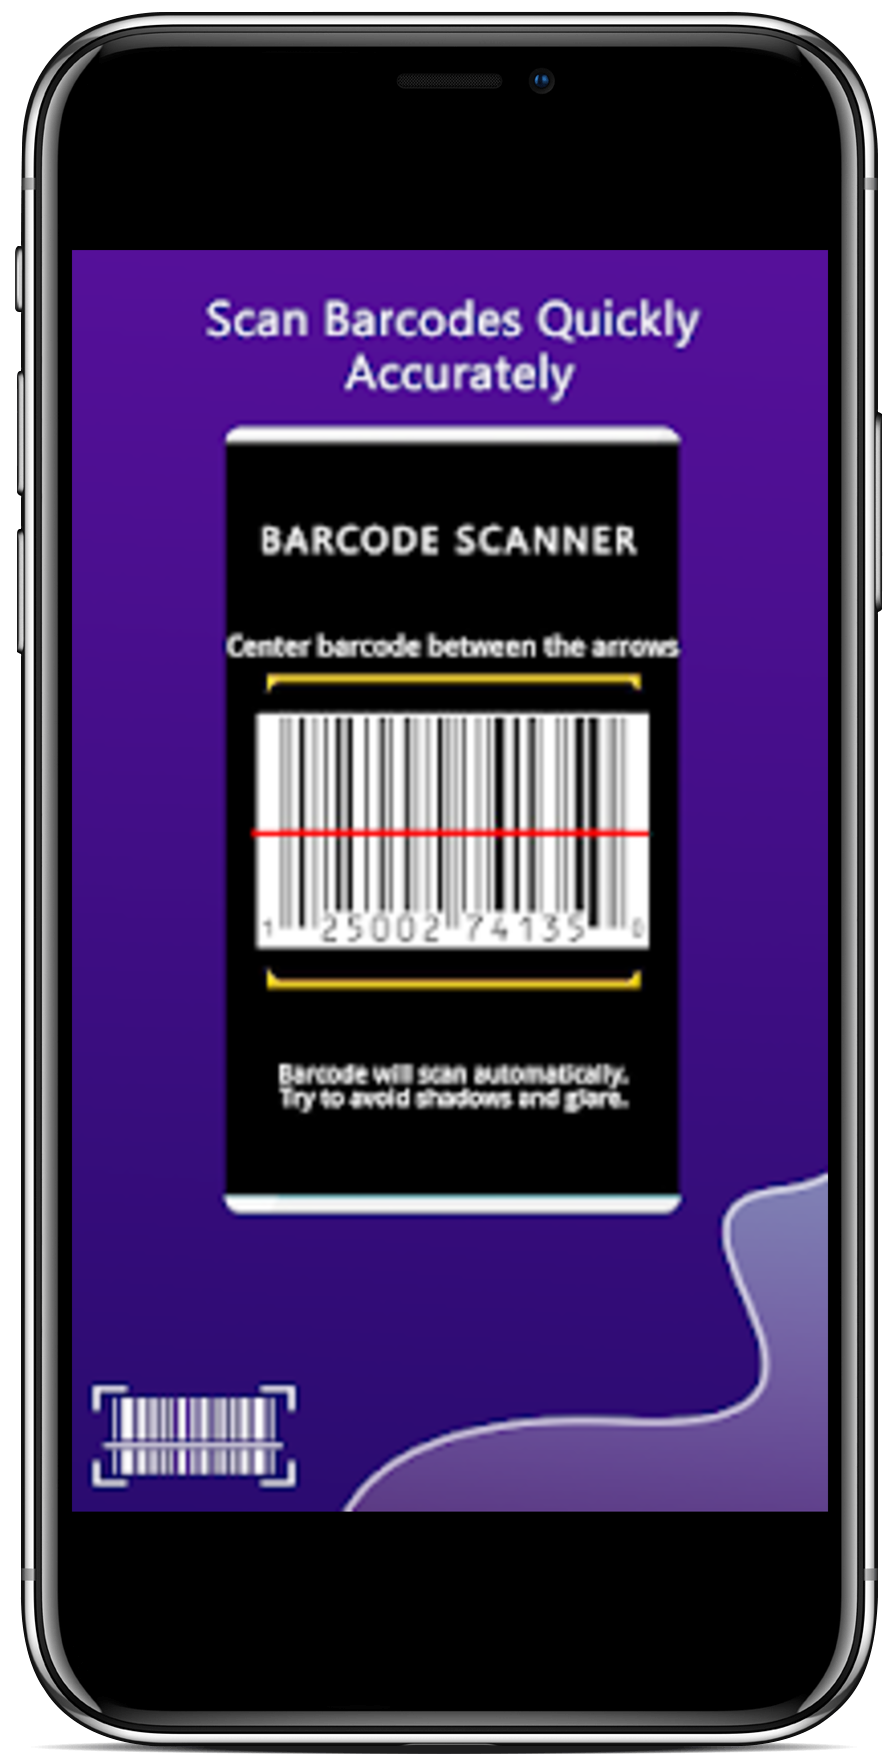 Scan Barcodes Quickly
Accurately
BARCODE SCANNER
Center barcode between the arrows
1 25002 74135 0
Barcode will scan automatically.
Try to avoid shadows and glare.